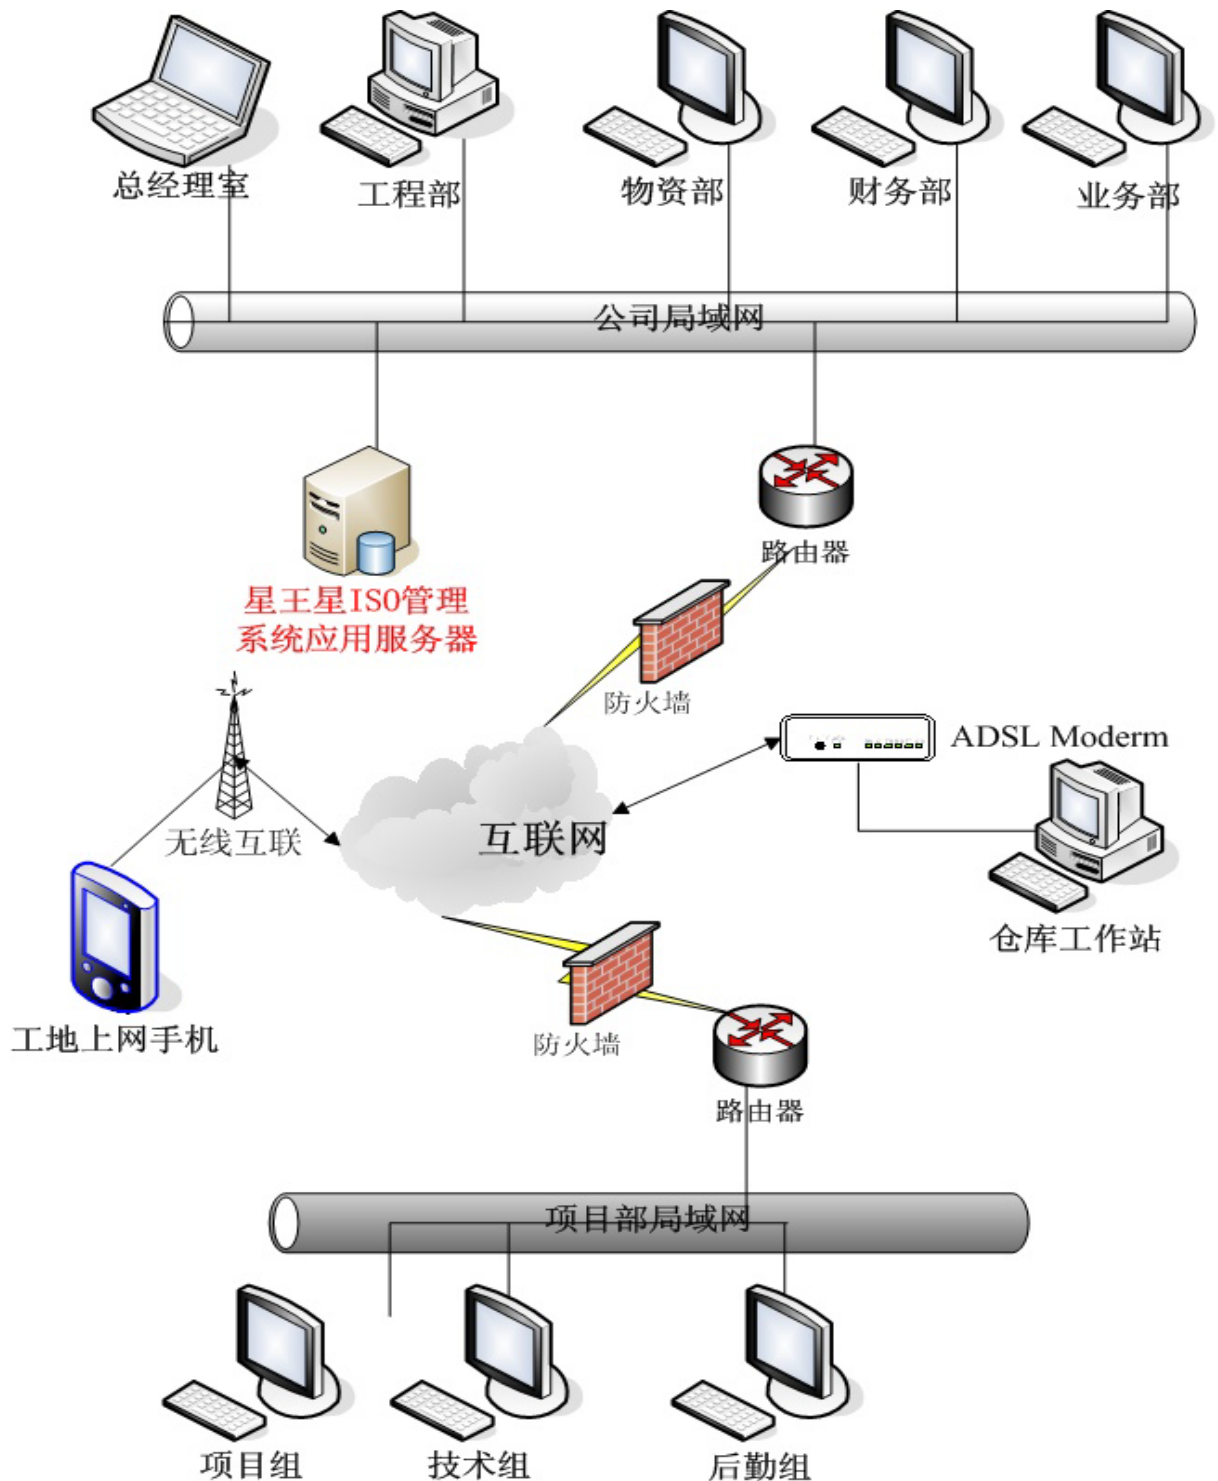 总经理室
工程部
物资部
财务部
业务部
公司局域网
路由器
星王星ISO管理
系统应用服务器
防火墙
ADSL Moderm
无线互联
互联网
仓库工作站
工地上网手机
防火墙
路由器
项目部局域网
项目组
技术组
后勤组